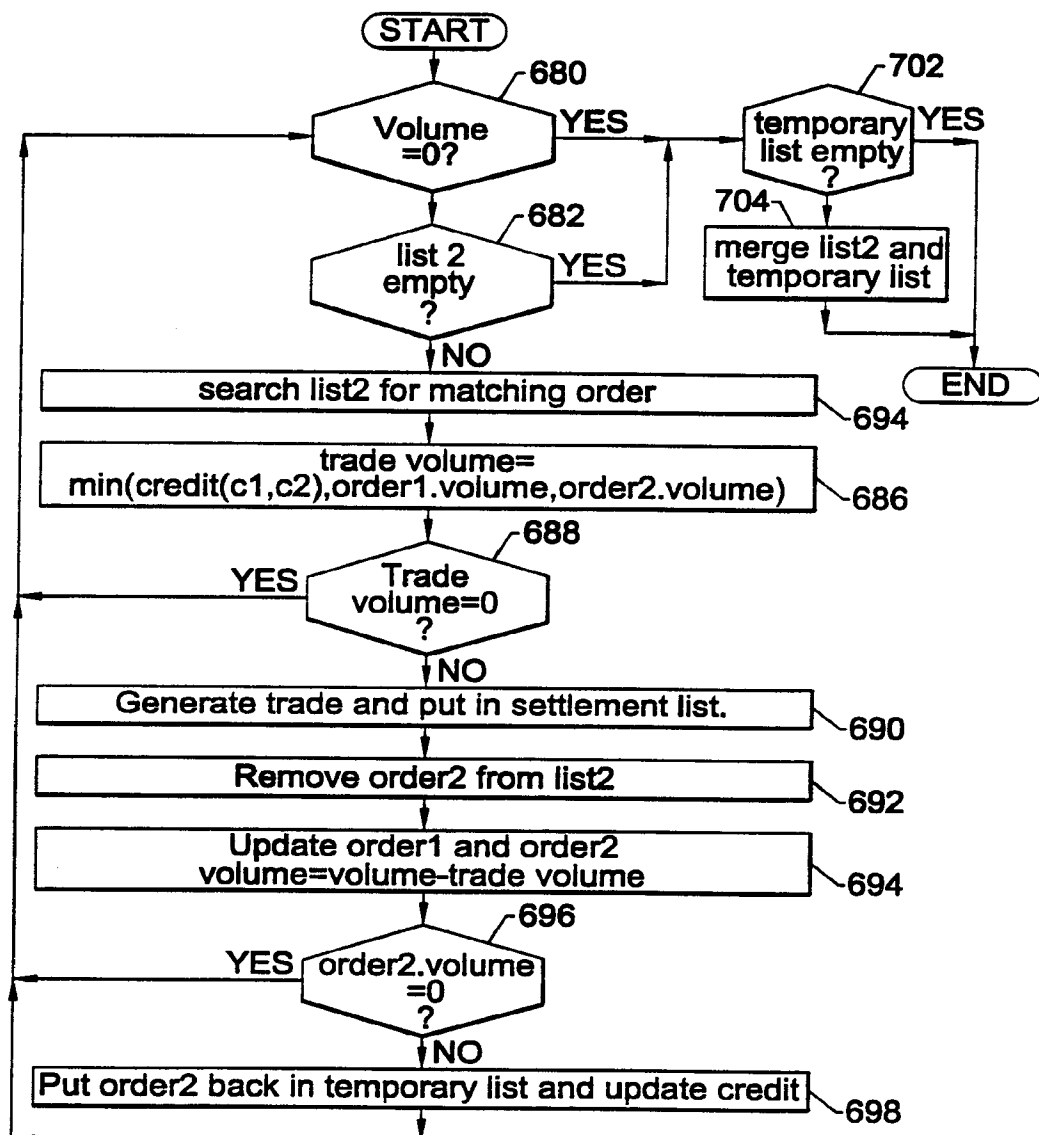 START
680
Volume
=0?
YES
702
temporary
list empty
?
YES
682
list 2
empty
?
YES
704
merge list2 and
temporary list
NO
END
search list2 for matching order
694
trade volume=
min(credit(c1,c2),order1.volume,order2.volume)
686
688
YES
Trade
volume=0
?
NO
Generate trade and put in settlement list.
690
Remove order2 from list2
692
Update order1 and order2
volume=volume-trade volume
694
696
YES
order2.volume
=0
?
NO
Put order2 back in temporary list and update credit
698